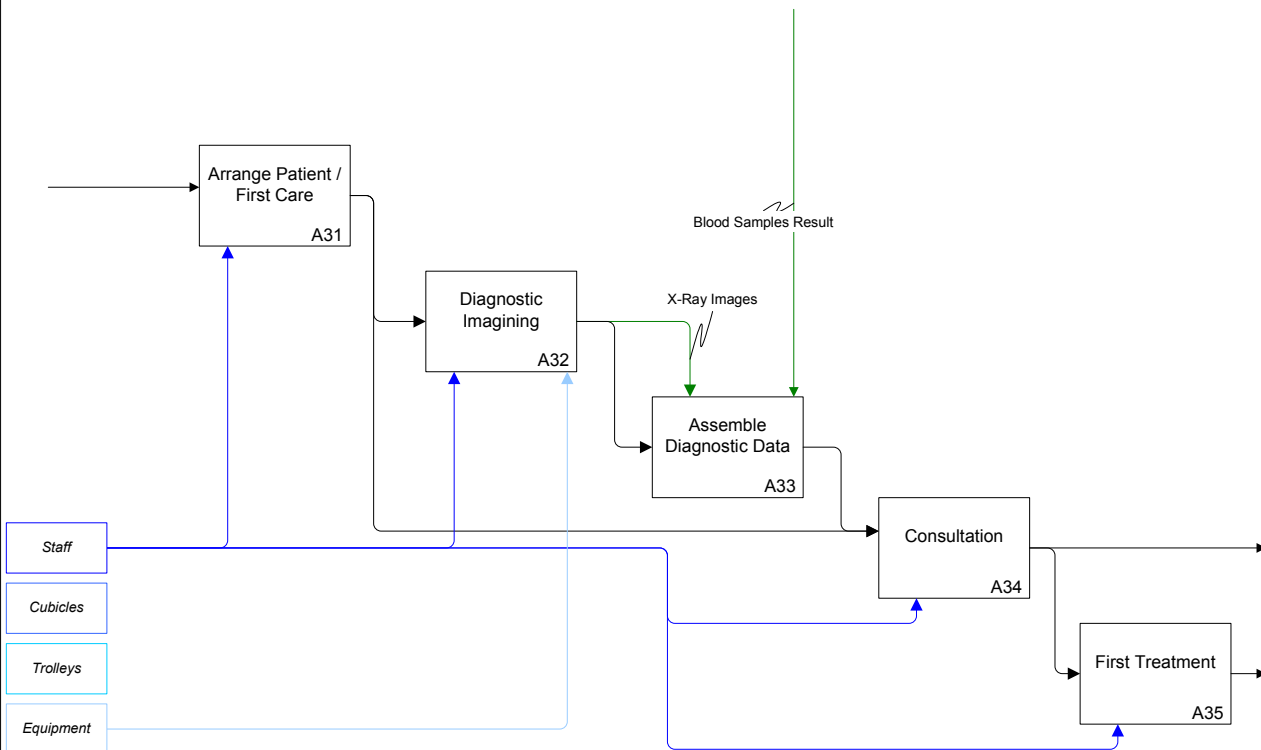 Arrange Patient /
First Care
A31
Blood Samples Result
Diagnostic
Imagining
A32
X-Ray Images
Assemble
Diagnostic Data
A33
Consultation
A34
First Treatment
A35
Staff
Cubicles
Trolleys
Equipment